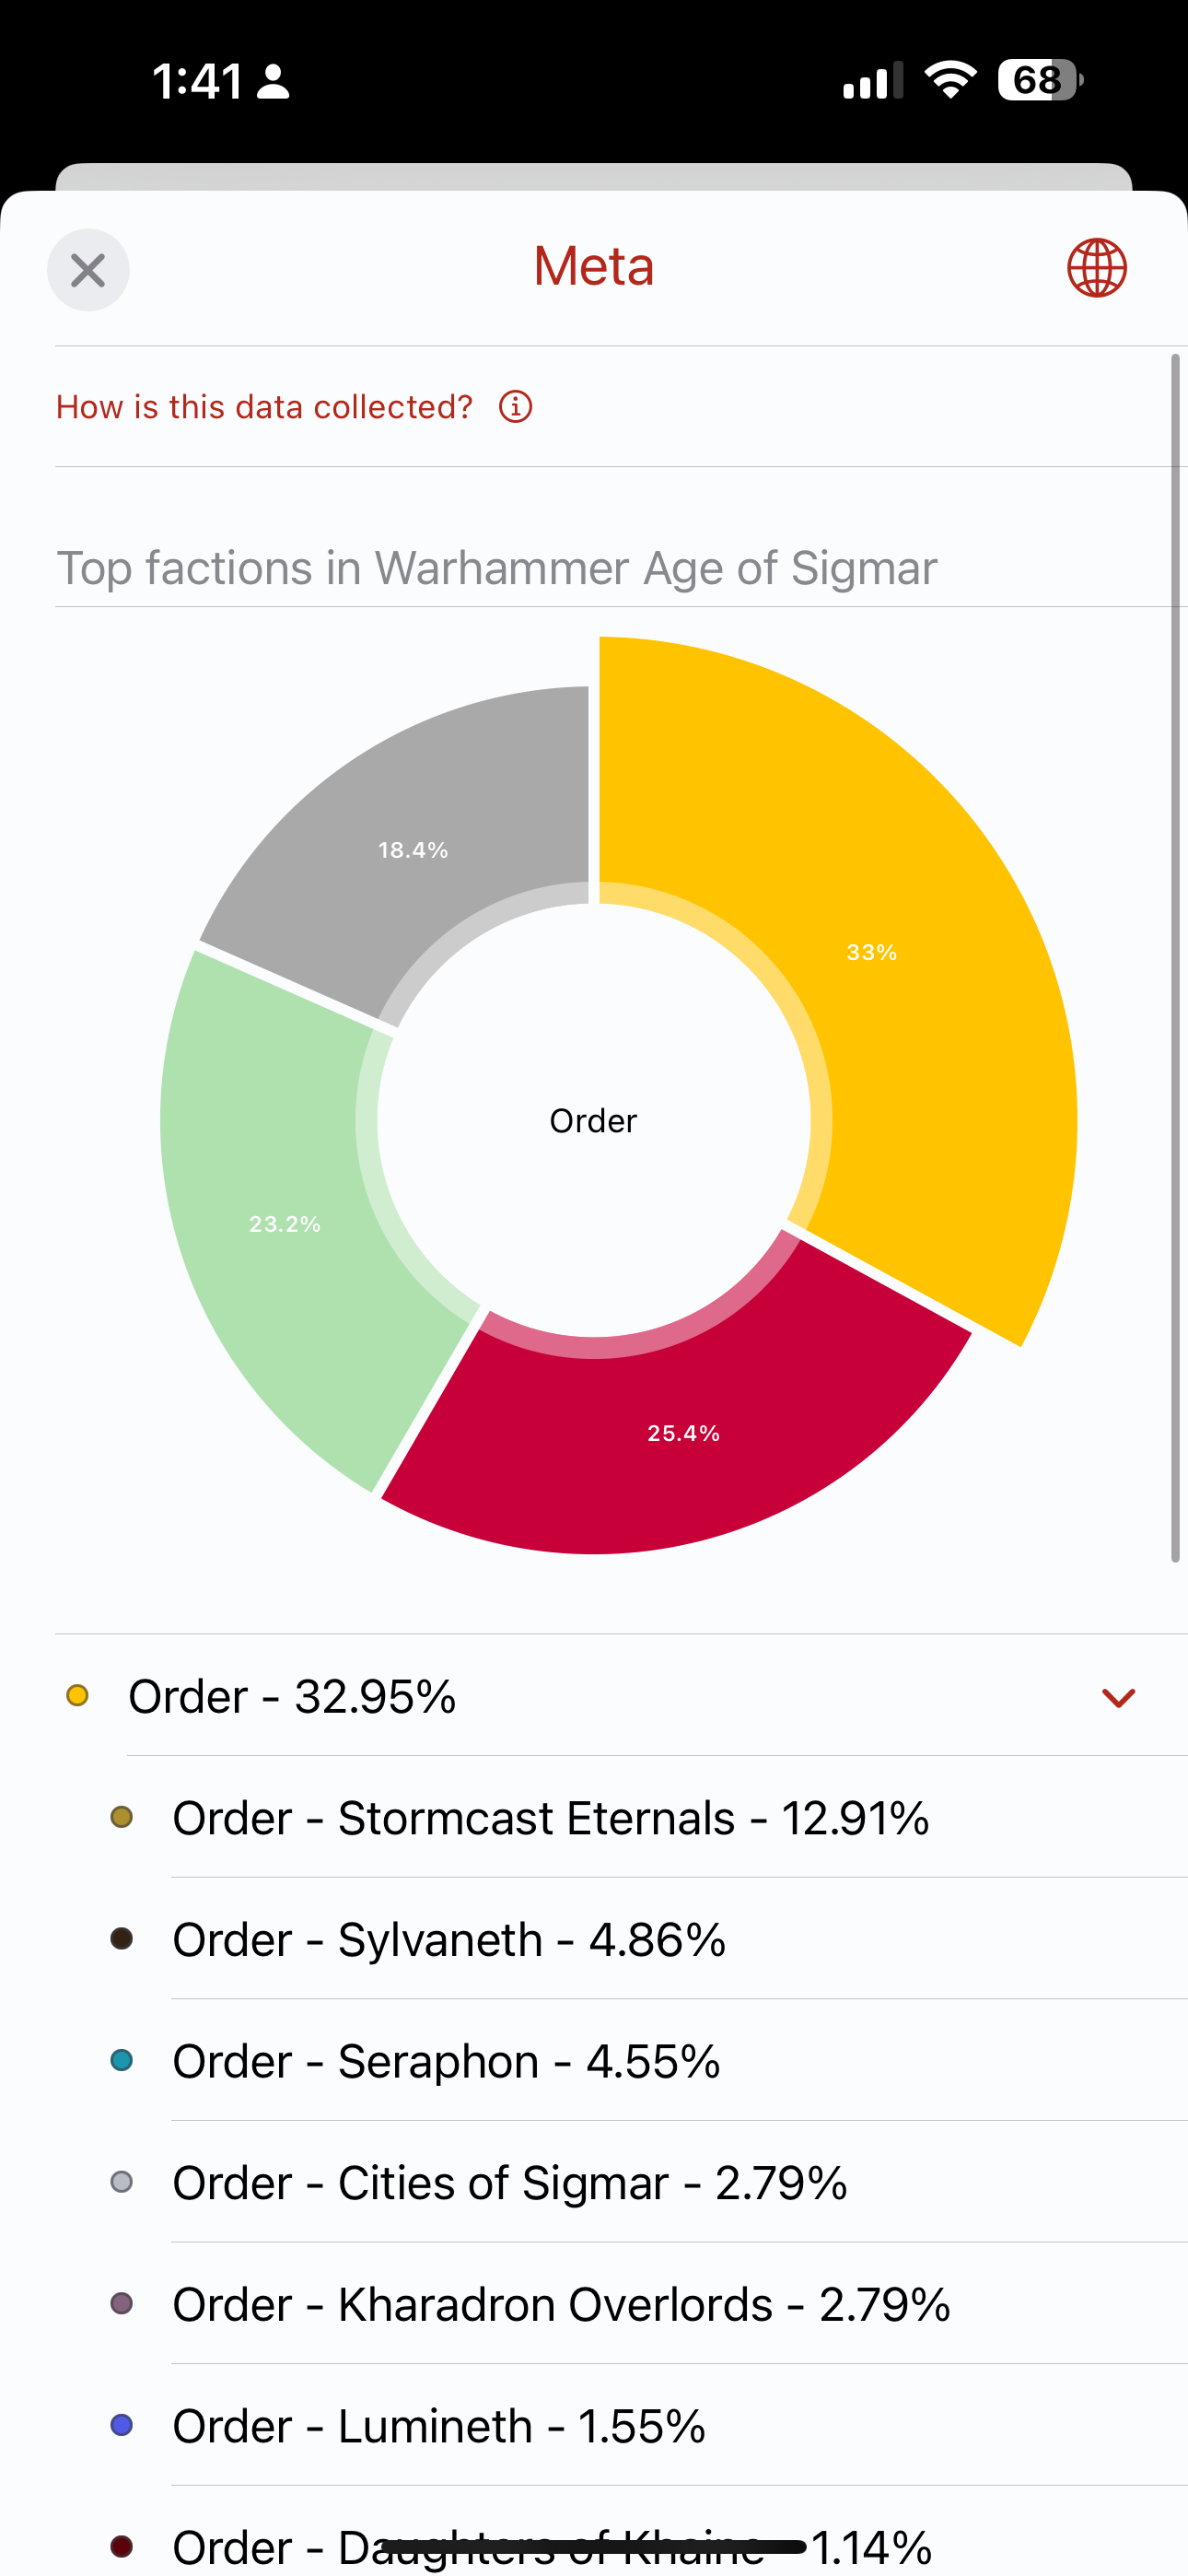 1:41
68
Meta
How is this data collected?
Top factions in Warhammer Age of Sigmar
18.4%
33%
Order
23.2%
25.4%
Order - 32.95%
Order - Stormcast Eternals - 12.91%
Order - Sylvaneth - 4.86%
Order - Seraphon - 4.55%
Order - Cities of Sigmar - 2.79%
Order - Kharadron Overlords - 2.79%
Order - Lumineth - 1.55%
Order - Daughters of Khaine - 1.14%